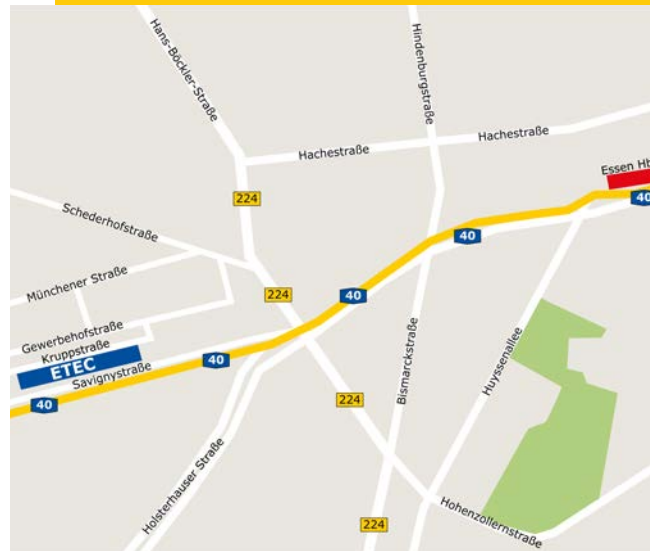 Hans-Böckler-Straße
Hindenburgstraße
Hachestraße
Hachestraße
Essen Hb
40
224
Schederhofstraße
40
Münchener Straße
224
40
Gewerbehofstraße
Kruppstraße
ETEC
Savignystraße
40
40
Bismarckstraße
Huyssenallee
224
Holsterhauser Straße
Hohenzollernstraße
224